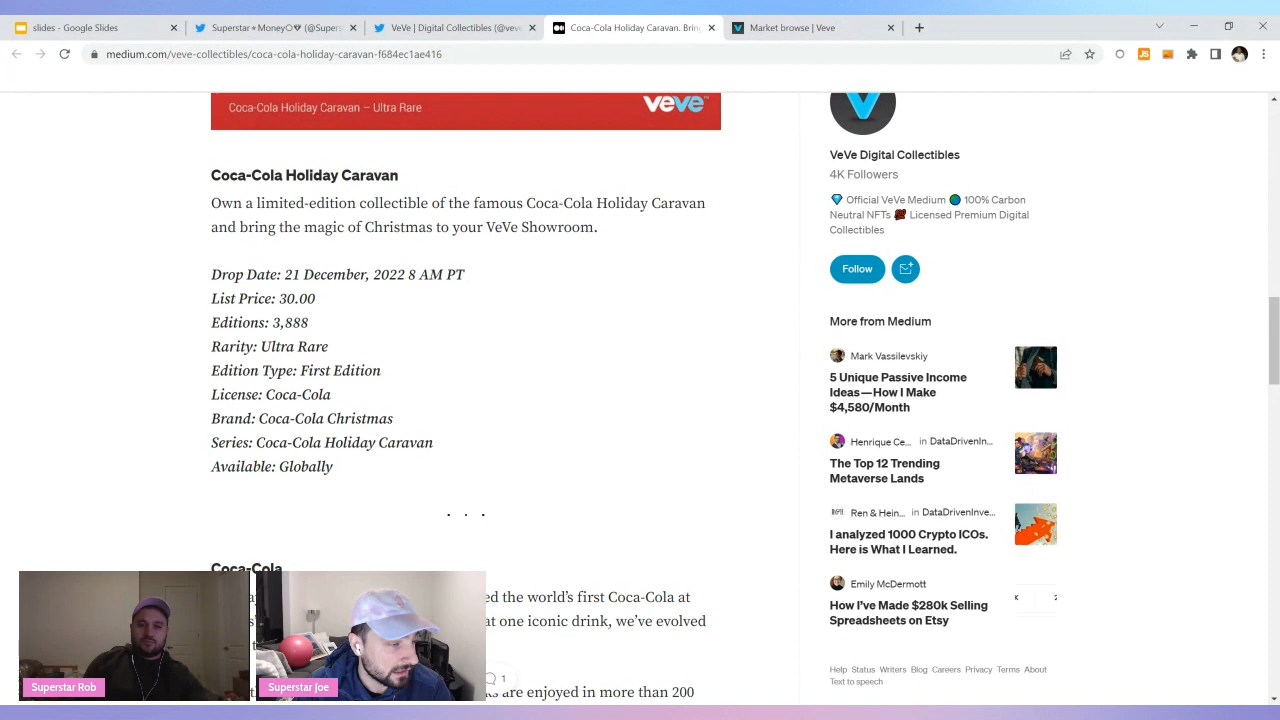 slides - Google Slides
Superstar⭑Money
VeVe | Digital Collectibles (@veve
Coca-Cola Holiday Caravan. Brin
Market browse | Veve
medium.com/veve-collectibles/coca-cola-holiday-caravan-f684ec1ae416
Coca-Cola Holiday Caravan – Ultra Rare
veve
Coca-Cola Holiday Caravan
Own a limited-edition collectible of the famous Coca-Cola Holiday Caravan
and bring the magic of Christmas to your VeVe Showroom.
Drop Date: 21 December, 2022 8 AM PT
List Price: 30.00
Editions: 3,888
Rarity: Ultra Rare
Edition Type: First Edition
License: Coca-Cola
Brand: Coca-Cola Christmas
Series: Coca-Cola Holiday Caravan
Available: Globally
. . .
Coca-Cola
ed the world's first Coca-Cola at
at one iconic drink, we've evolved
ks are enjoyed in more than 200
1
Superstar Rob
Superstar Joe
VeVe Digital Collectibles
4K Followers
💎 Official VeVe Medium 🌎 100% Carbon
Neutral NFTs Licensed Premium Digital
Collectibles
Follow
More from Medium
Mark Vassilevskiy
5 Unique Passive Income
Ideas — How I Make
$4,580/Month
Henrique Ce... in DataDrivenIn...
The Top 12 Trending
Metaverse Lands
Ren & Hein... in DataDrivenInve...
I analyzed 1000 Crypto ICOs.
Here is What I Learned.
Emily McDermott
How I've Made $280k Selling
Spreadsheets on Etsy
Help Status Writers Blog Careers Privacy Terms About
Text to speech